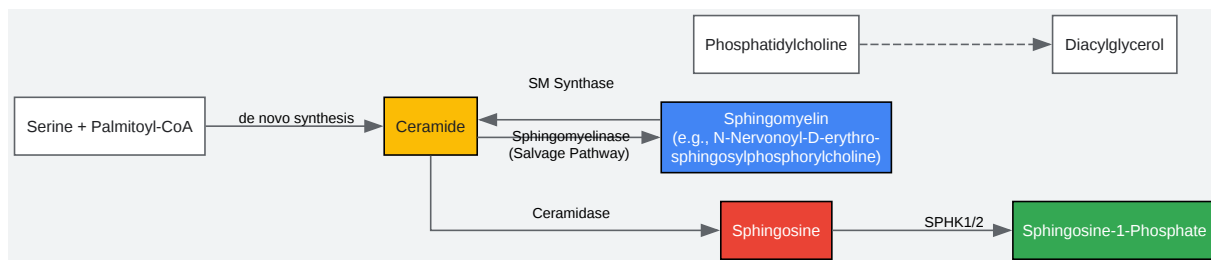 Phosphatidylcholine
Diacylglycerol
SM Synthase
Serine + Palmitoyl-CoA
de novo synthesis
Ceramide
Sphingomyelinase
(Salvage Pathway)
Sphingomyelin
(e.g., N-Nervonoyl-D-erythro-
sphingosylphosphorylcholine)
Ceramidase
Sphingosine
SPHK1/2
Sphingosine-1-Phosphate